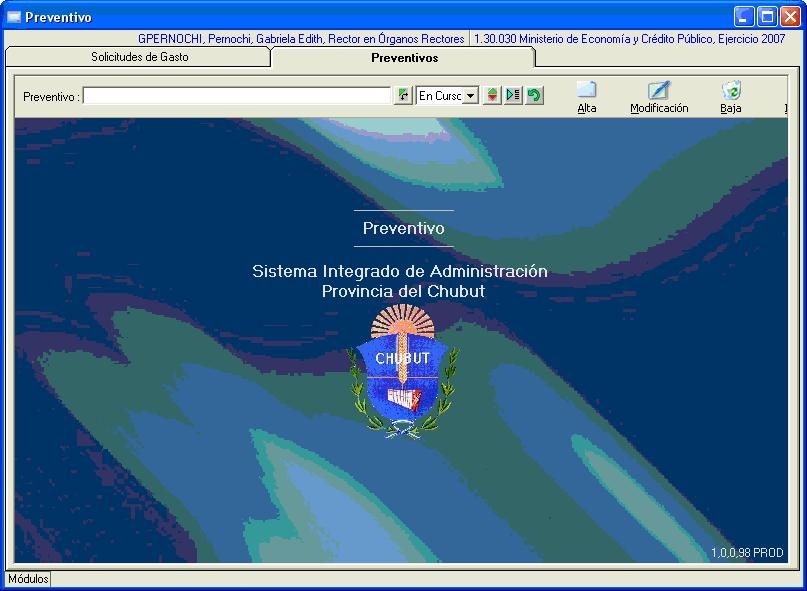 Preventivo
GPERNOCHI, Pernochi, Gabriela Edith, Rector en Órganos Rectores 1.30.030 Ministerio de Economía y Crédito Público, Ejercicio 2007
Solicitudes de Gasto Preventivos
Preventivo : En Curso Alta Modificación Baja
Preventivo
Sistema Integrado de Administración
Provincia del Chubut
CHUBUT
1,0,0,98 PROD
Módulos